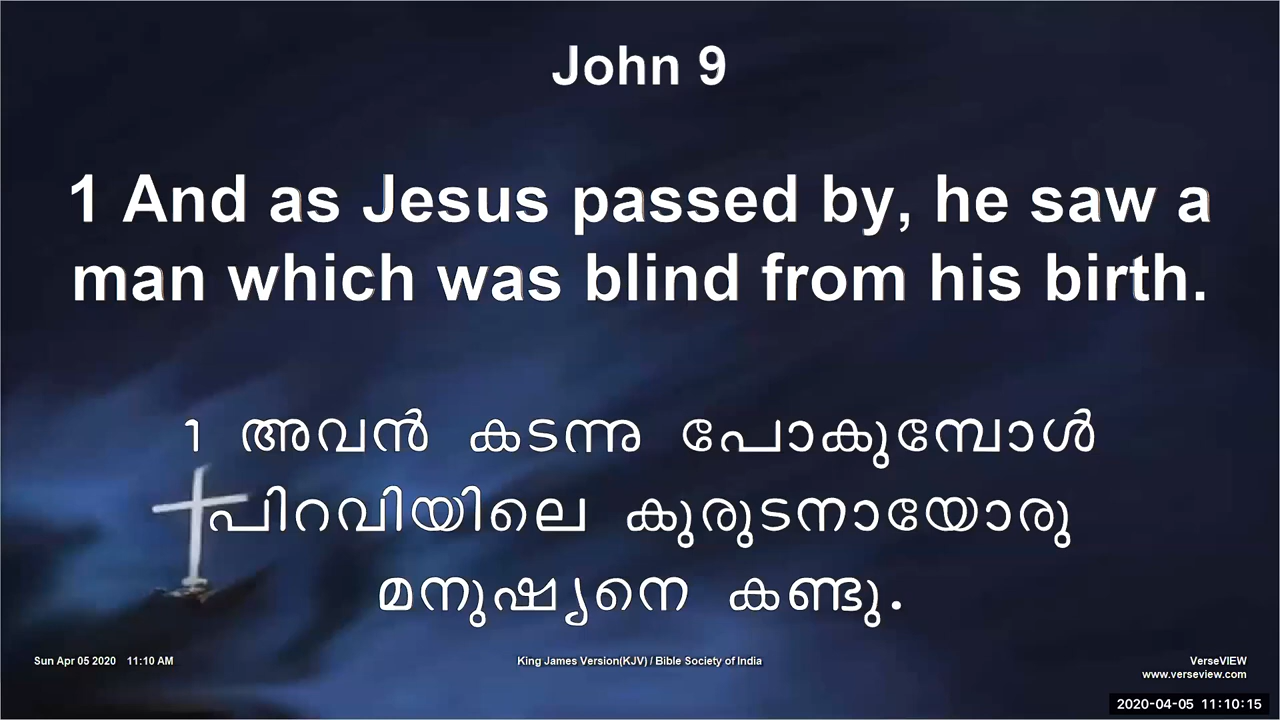 John 9
1 And as Jesus passed by, he saw a
man which was blind from his birth.
1 അവൻ കടന്നു പോകുമ്പോൾ
പിറവിയിലെ കുരുടനായോരു
മനുഷ്യനെ കണ്ടു.
Sun Apr 05 2020 11:10 AM
King James Version(KJV) / Bible Society of India
VerseVIEW
www.verseview.com
2020-04-05 11:10:15